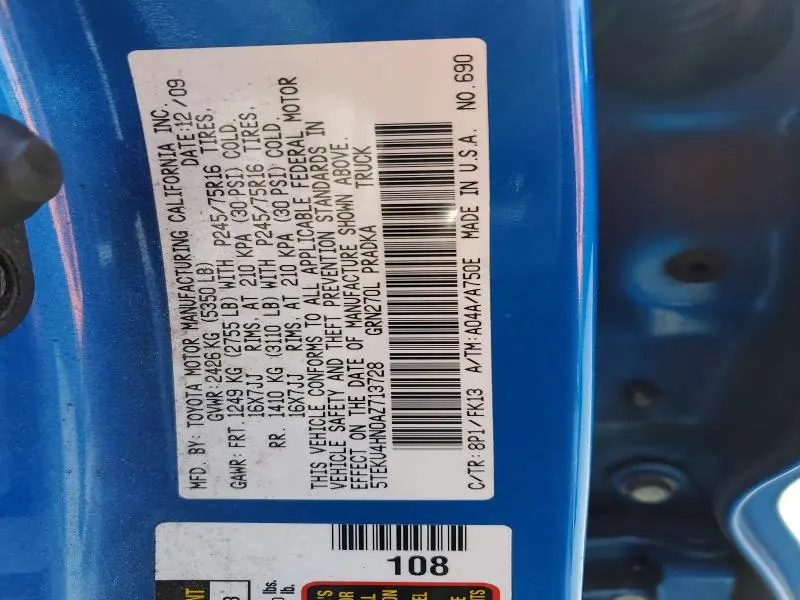 MFD. BY: TOYOTA MOTOR MANUFACTURING CALIFORNIA INC.
GVWR: 2426 KG (5350 LB) DATE: 12/09
GAWR: FRT. 1249 KG (2755 LB) WITH P245/75R16 TIRES,
16X7JJ RIMS, AT 210 KPA (30 PSI) COLD.
RR. 1410 KG (3110 LB) WITH P245/75R16 TIRES,
16X7JJ RIMS, AT 210 KPA (30 PSI) COLD.
THIS VEHICLE CONFORMS TO ALL APPLICABLE FEDERAL MOTOR
VEHICLE SAFETY AND THEFT PREVENTION STANDARDS IN
EFFECT ON THE DATE OF MANUFACTURE SHOWN ABOVE.
5TEKU4HN0AZ713728 GRN270L PRADKA TRUCK
C/TR: 8P1/FK13 A/TM: A04A/A750E MADE IN U.S.A. NO. 690
108
lbs.
lb.